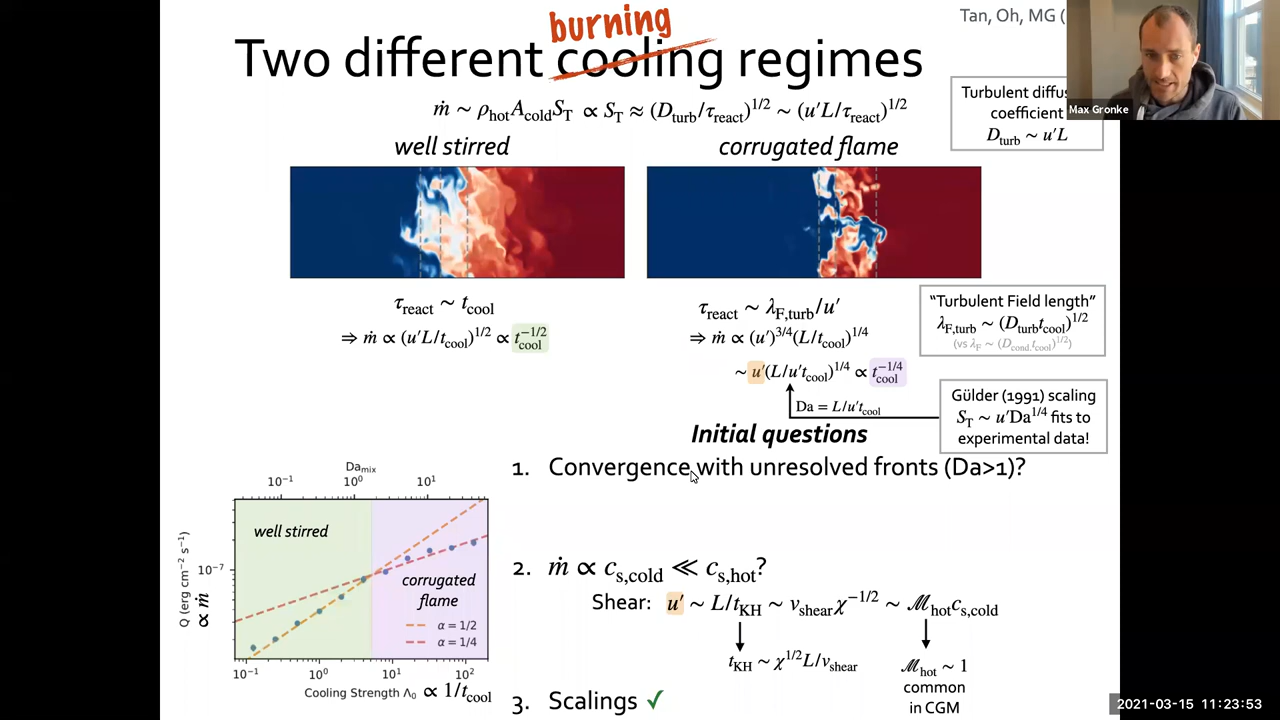 burning
Tan, Oh, MG (
Two different cooling regimes
Max Gronke
ṁ ~ ρ_hot A_cold S_T ∝ S_T ≈ (D_turb/τ_react)^1/2 ~ (u′L/τ_react)^1/2
Turbulent diffus
coefficient
D_turb ~ u′L
well stirred
corrugated flame
τ_react ~ t_cool
⇒ ṁ ∝ (u′L/t_cool)^1/2 ∝ t_cool^-1/2
τ_react ~ λ_F,turb/u′
⇒ ṁ ∝ (u′)^3/4(L/t_cool)^1/4
~ u′(L/u′t_cool)^1/4 ∝ t_cool^-1/4
Da = L/u′t_cool
"Turbulent Field length"
λ_F,turb ~ (D_turb t_cool)^1/2
(vs λ_F ~ (D_cond. t_cool)^1/2)
Gülder (1991) scaling
S_T ~ u′Da^1/4 fits to
experimental data!
Initial questions
1. Convergence with unresolved fronts (Da>1)?
2. ṁ ∝ c_s,cold ≪ c_s,hot?
Shear: u′ ~ L/t_KH ~ v_shear χ^-1/2 ~ ℳ_hot c_s,cold
t_KH ~ χ^1/2 L/v_shear
ℳ_hot ~ 1
common
in CGM
3. Scalings ✓
Da_mix
10^-1 10^0 10^1
well stirred
corrugated
flame
α = 1/2
α = 1/4
10^-7
Q (erg cm^-2 s^-1)
∝ ṁ
10^-1 10^0 10^1 10^2
Cooling Strength Λ_0 ∝ 1/t_cool
2021-03-15 11:23:53